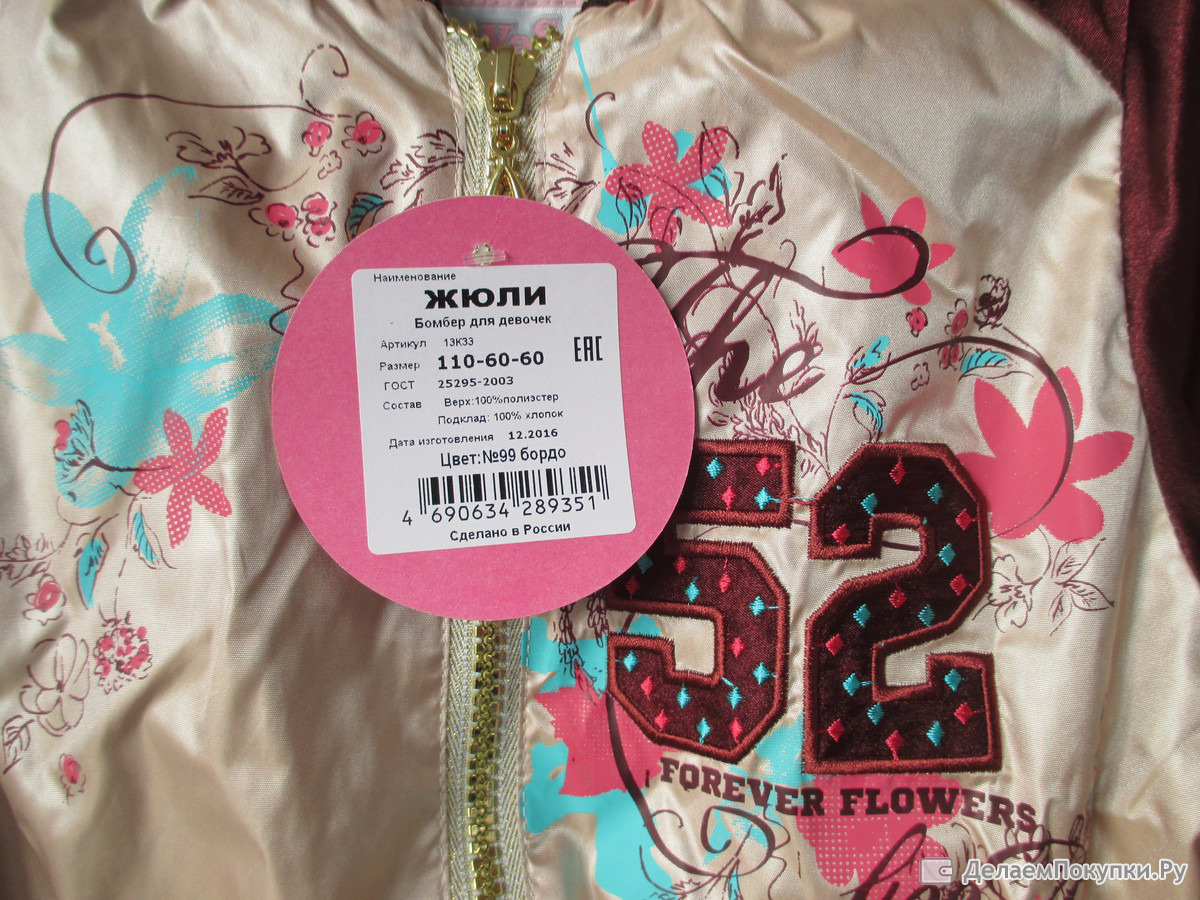 Наименование
ЖЮЛИ
Бомбер для девочек
Артикул 13К33
Размер 110-60-60
ЕАС
ГОСТ 25295-2003
Состав Верх:100%полиэстер
Подклад: 100% хлопок
Дата изготовления 12.2016
Цвет:№99 бордо
4 690634 289351
Сделано в России
The
52
FOREVER FLOWERS
ДелаемПокупки.Ру